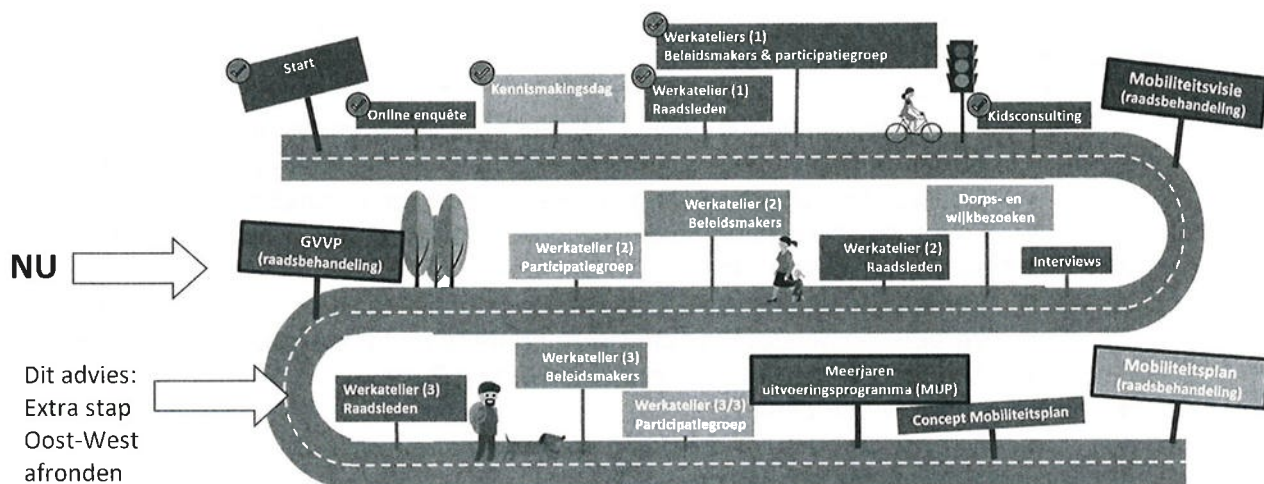 Start
Online enquête
Kennismakingsdag
Werkateliers (1)
Beleidsmakers & participatiegroep
Werkatelier (1)
Raadsleden
Kidsconsulting
Mobiliteitsvisie
(raadsbehandeling)
NU
GVVP
(raadsbehandeling)
Werkatelier (2)
Participatiegroep
Werkatelier (2)
Beleidsmakers
Werkatelier (2)
Raadsleden
Dorps- en
wijkbezoeken
Interviews
Dit advies:
Extra stap
Oost-West
afronden
Werkatelier (3)
Raadsleden
Werkatelier (3)
Beleidsmakers
Werkatelier (3/3)
Participatiegroep
Meerjaren
uitvoeringsprogramma (MUP)
Concept Mobiliteitsplan
Mobiliteitsplan
(raadsbehandeling)